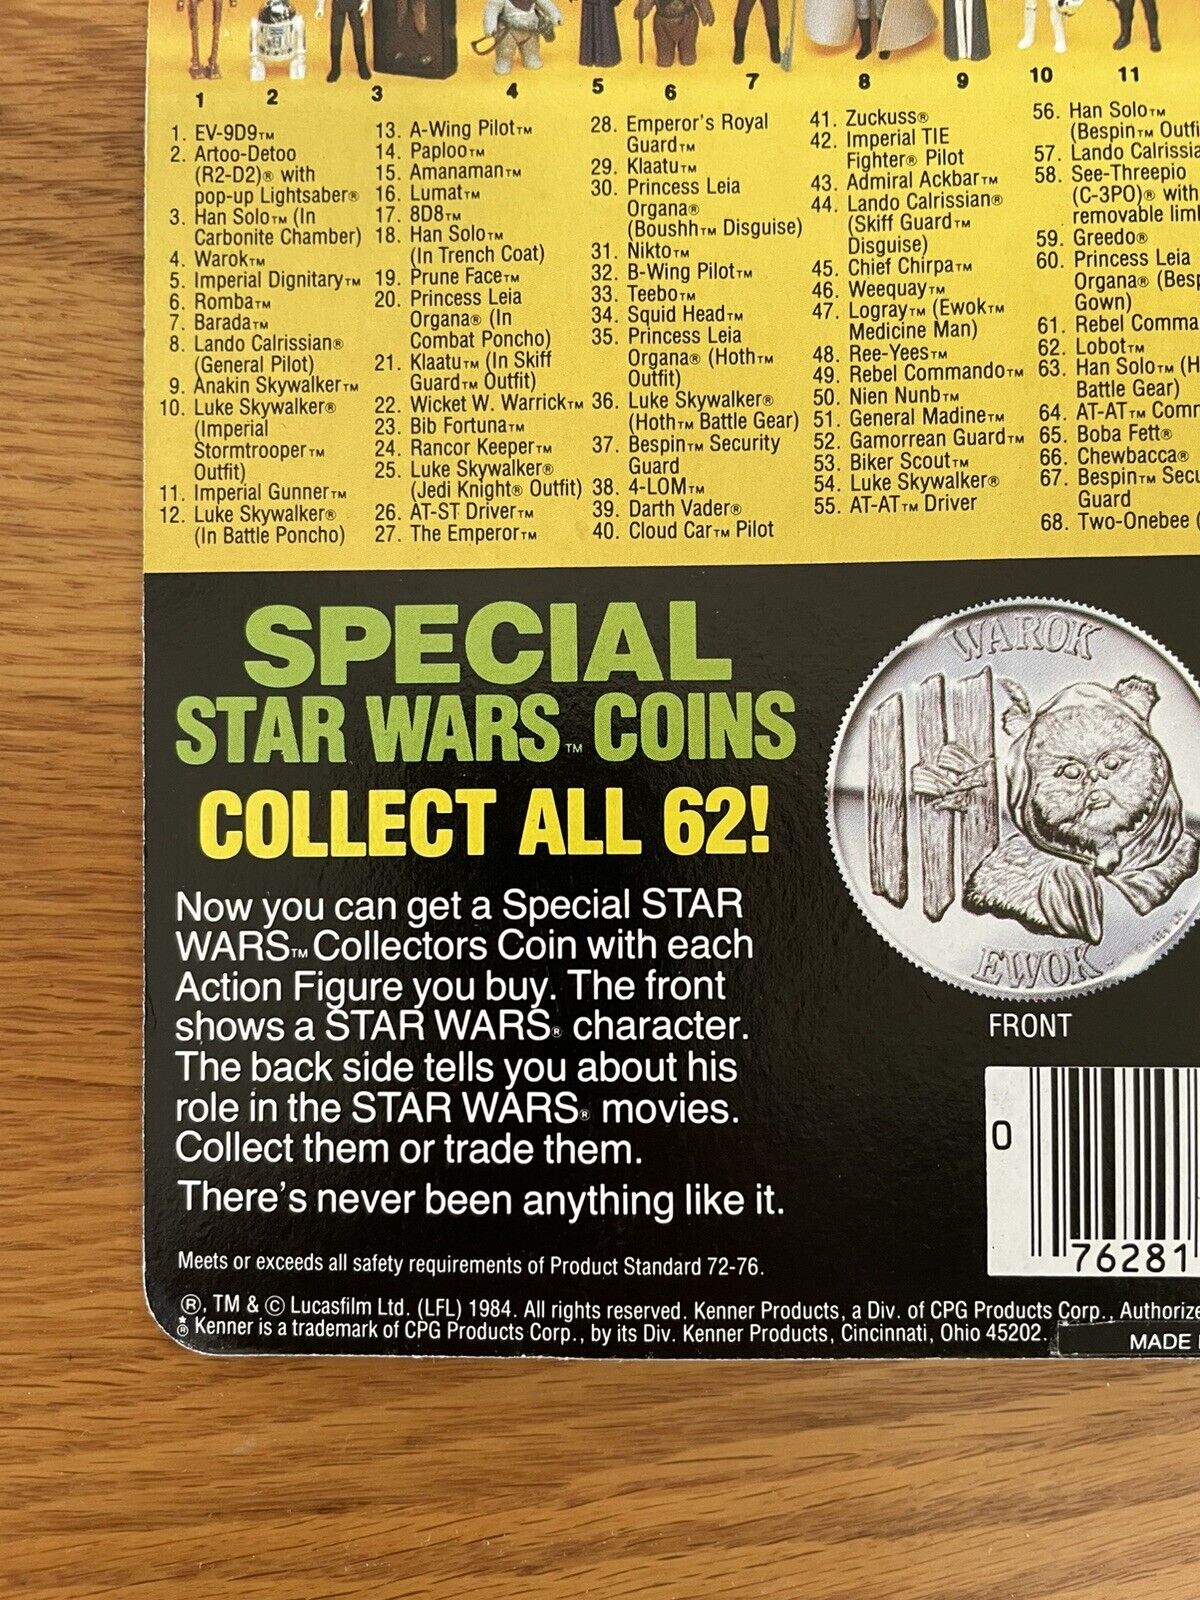 1 2 3 4 5 6 7 8 9 10 11
1. EV-9D9™
2. Artoo-Detoo
(R2-D2)® with
pop-up Lightsaber®
3. Han Solo™ (In
Carbonite Chamber)
4. Warok™
5. Imperial Dignitary™
6. Romba™
7. Barada™
8. Lando Calrissian®
(General Pilot)
9. Anakin Skywalker™
10. Luke Skywalker®
(Imperial
Stormtrooper™
Outfit)
11. Imperial Gunner™
12. Luke Skywalker®
(In Battle Poncho)
13. A-Wing Pilot™
14. Paploo™
15. Amanaman™
16. Lumat™
17. 8D8™
18. Han Solo™
(In Trench Coat)
19. Prune Face™
20. Princess Leia
Organa® (In
Combat Poncho)
21. Klaatu™ (In Skiff
Guard™ Outfit)
22. Wicket W. Warrick™
23. Bib Fortuna™
24. Rancor Keeper™
25. Luke Skywalker®
(Jedi Knight® Outfit)
26. AT-ST Driver™
27. The Emperor™
28. Emperor's Royal
Guard™
29. Klaatu™
30. Princess Leia
Organa®
(Boushh™ Disguise)
31. Nikto™
32. B-Wing Pilot™
33. Teebo™
34. Squid Head™
35. Princess Leia
Organa® (Hoth™
Outfit)
36. Luke Skywalker®
(Hoth™ Battle Gear)
37. Bespin™ Security
Guard
38. 4-LOM™
39. Darth Vader®
40. Cloud Car™ Pilot
41. Zuckuss®
42. Imperial TIE
Fighter® Pilot
43. Admiral Ackbar™
44. Lando Calrissian®
(Skiff Guard™
Disguise)
45. Chief Chirpa™
46. Weequay™
47. Logray™ (Ewok™
Medicine Man)
48. Ree-Yees™
49. Rebel Commando™
50. Nien Nunb™
51. General Madine™
52. Gamorrean Guard™
53. Biker Scout™
54. Luke Skywalker®
55. AT-AT™ Driver
56. Han Solo™
(Bespin™ Outfi
57. Lando Calrissia
58. See-Threepio
(C-3PO)® with
removable lim
59. Greedo®
60. Princess Leia
Organa® (Besp
Gown)
61. Rebel Comma
62. Lobot™
63. Han Solo™ (H
Battle Gear)
64. AT-AT™ Comm
65. Boba Fett®
66. Chewbacca®
67. Bespin™ Secu
Guard
68. Two-Onebee (
SPECIAL
STAR WARS™ COINS
COLLECT ALL 62!
Now you can get a Special STAR
WARS™ Collectors Coin with each
Action Figure you buy. The front
shows a STAR WARS® character.
The back side tells you about his
role in the STAR WARS® movies.
Collect them or trade them.
There's never been anything like it.
WAROK
EWOK
FRONT
0 76281
Meets or exceeds all safety requirements of Product Standard 72-76.
®, TM & © Lucasfilm Ltd. (LFL) 1984. All rights reserved. Kenner Products, a Div. of CPG Products Corp., Authorize
® Kenner is a trademark of CPG Products Corp., by its Div. Kenner Products, Cincinnati, Ohio 45202.
MADE